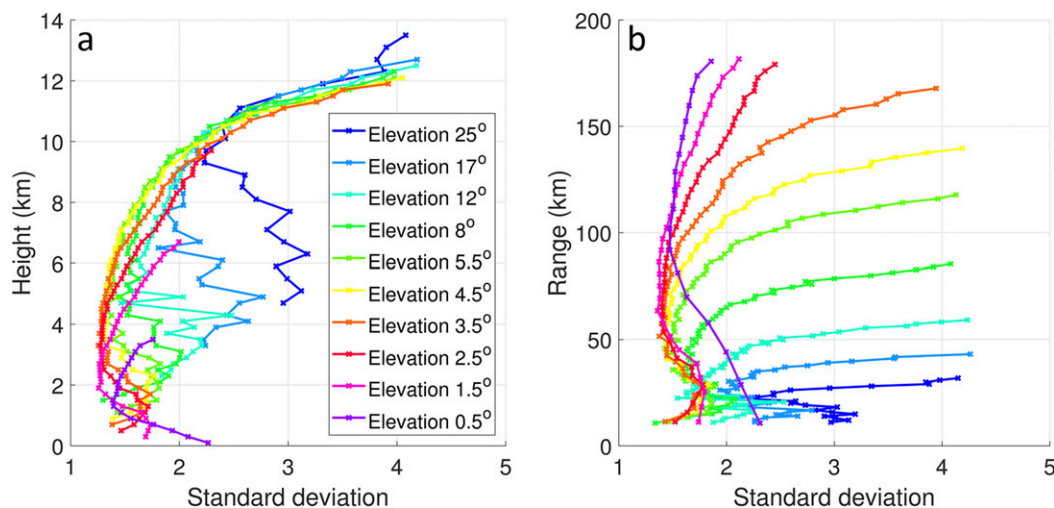 a
14
12
10
8
6
4
2
0
Height (km)
1 2 3 4 5
Standard deviation
Elevation 25°
Elevation 17°
Elevation 12°
Elevation 8°
Elevation 5.5°
Elevation 4.5°
Elevation 3.5°
Elevation 2.5°
Elevation 1.5°
Elevation 0.5°
b
200
150
100
50
0
Range (km)
1 2 3 4 5
Standard deviation